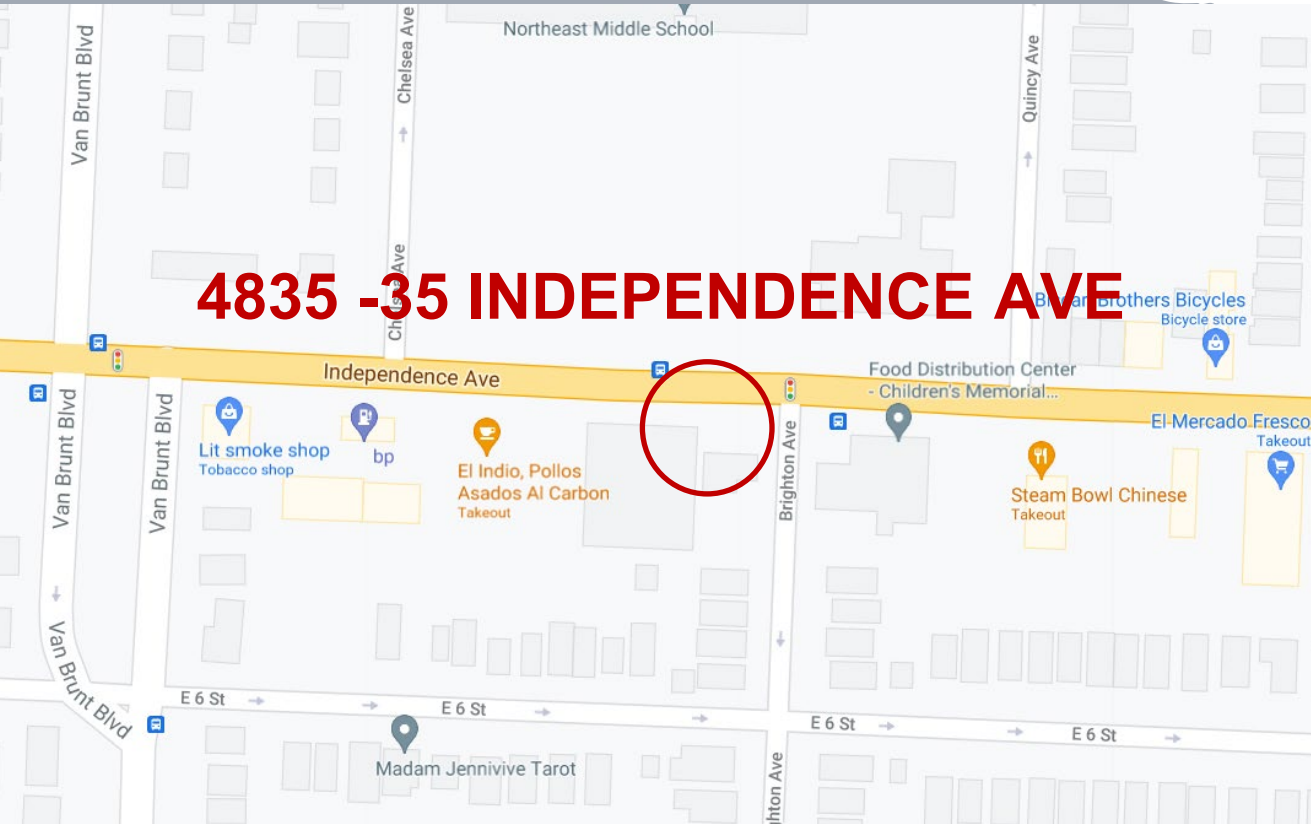 Northeast Middle School
Van Brunt Blvd
Chelsea Ave
Quincy Ave
Chelsea Ave
4835 -35 INDEPENDENCE AVE
Brothers Bicycles
Bicycle store
Independence Ave
Food Distribution Center
- Children's Memorial...
El Mercado Fresco
Takeout
Lit smoke shop
Tobacco shop
bp
El Indio, Pollos
Asados Al Carbon
Takeout
Steam Bowl Chinese
Takeout
Van Brunt Blvd
Van Brunt Blvd
Brighton Ave
Van Brunt Blvd
E 6 St
E 6 St
E 6 St
E 6 St
Madam Jennivive Tarot
hton Ave